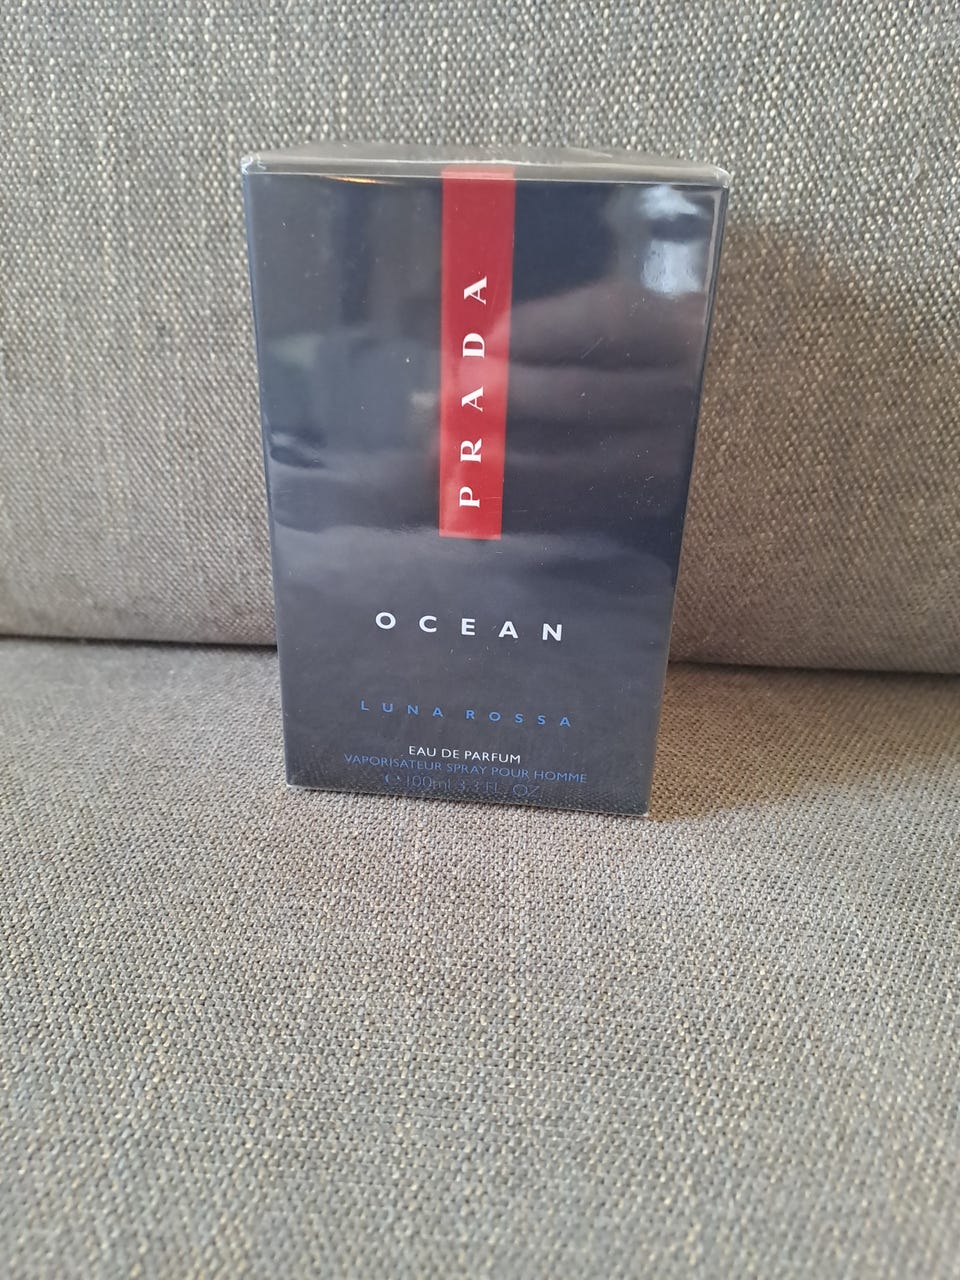 PRADA
OCEAN
LUNA ROSSA
EAU DE PARFUM
VAPORISATEUR SPRAY POUR HOMME
℮ 100ml 3.3 FL. OZ.